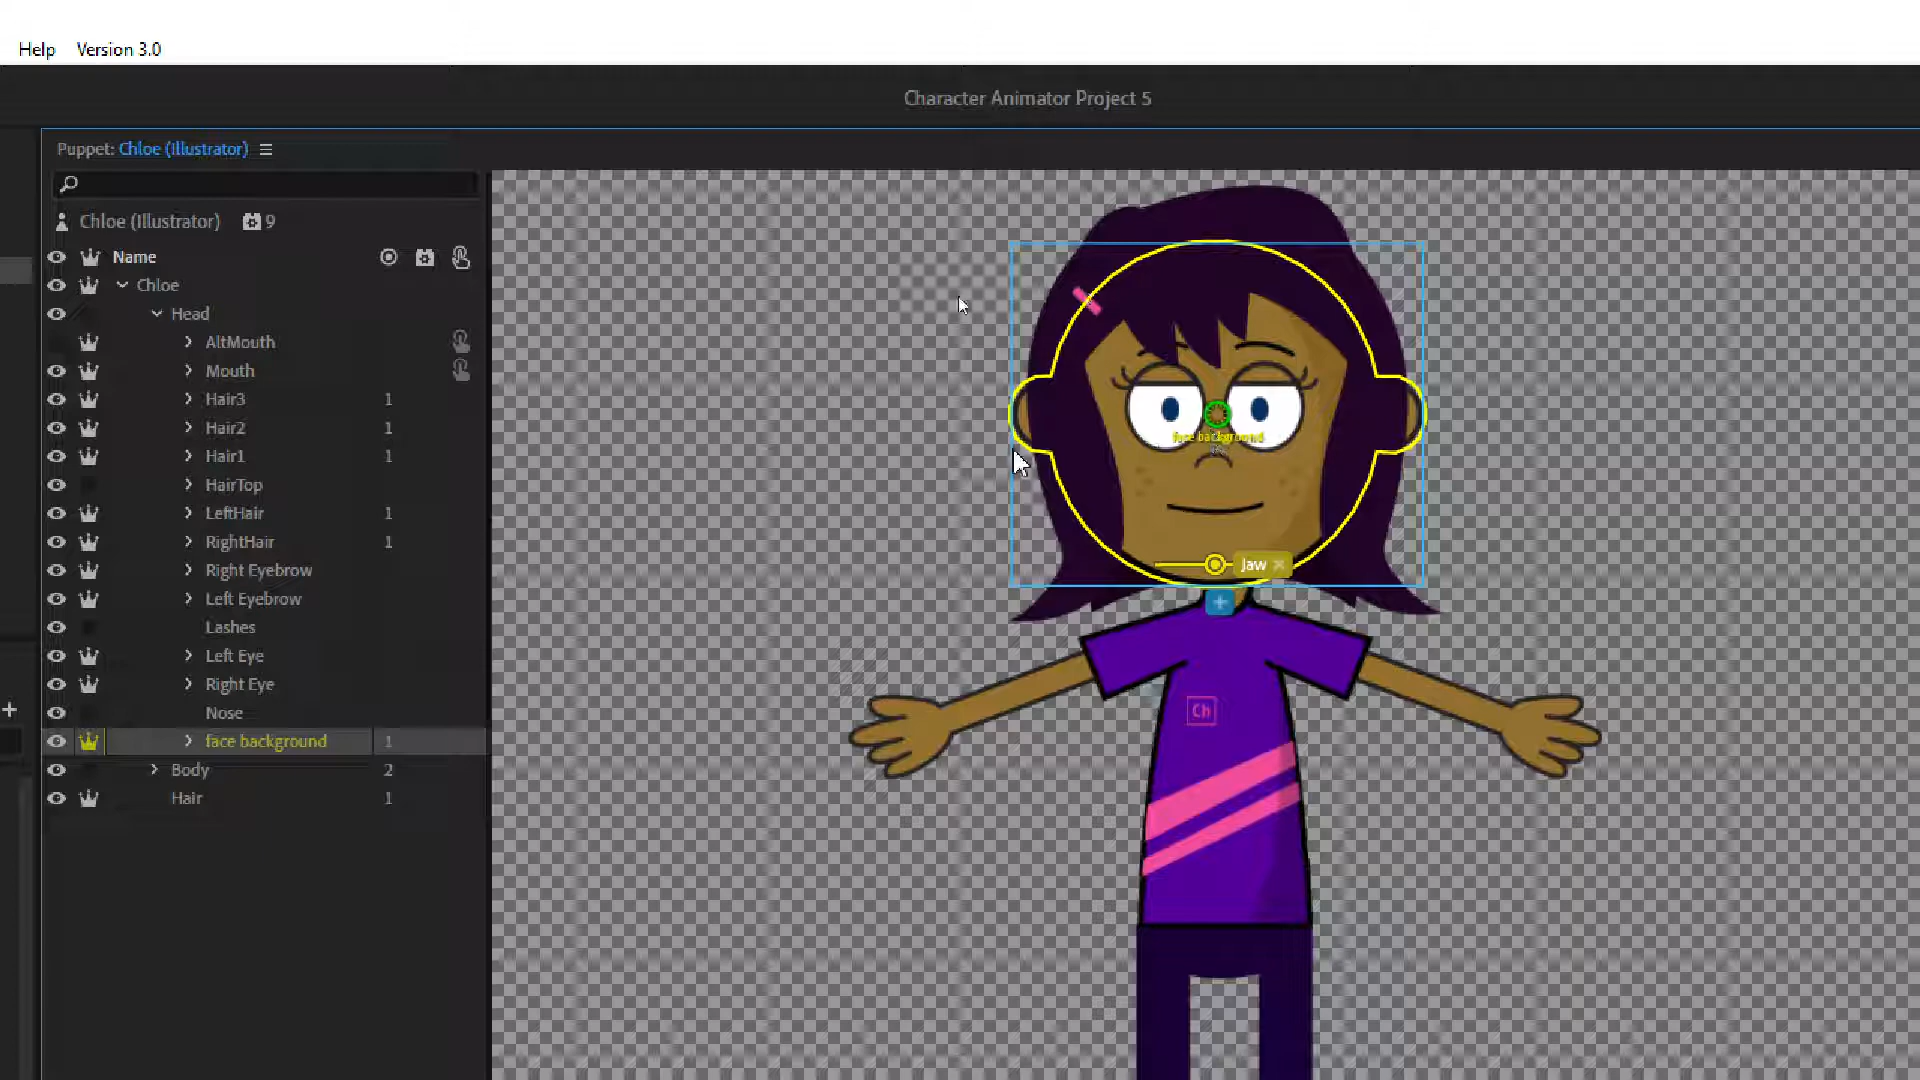 Help Version 3.0
Character Animator Project 5
Puppet: Chloe (Illustrator)
Chloe (Illustrator) 9
Name
Chloe
Head
AltMouth
Mouth
Hair3 1
Hair2 1
Hair1 1
HairTop
LeftHair 1
RightHair 1
Right Eyebrow
Left Eyebrow
Lashes
Left Eye
Right Eye
Nose
face background 1
Body 2
Hair 1
face background
Jaw
Ch